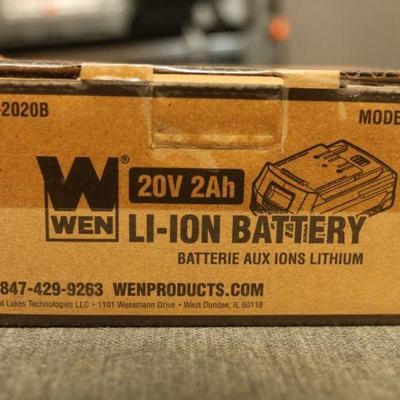 -2020B
MODE
WEN®
20V 2Ah
LI-ION BATTERY
BATTERIE AUX IONS LITHIUM
847-429-9263 WENPRODUCTS.COM
t Lakes Technologies LLC • 1101 Wesemann Drive • West Dundee, IL 60118